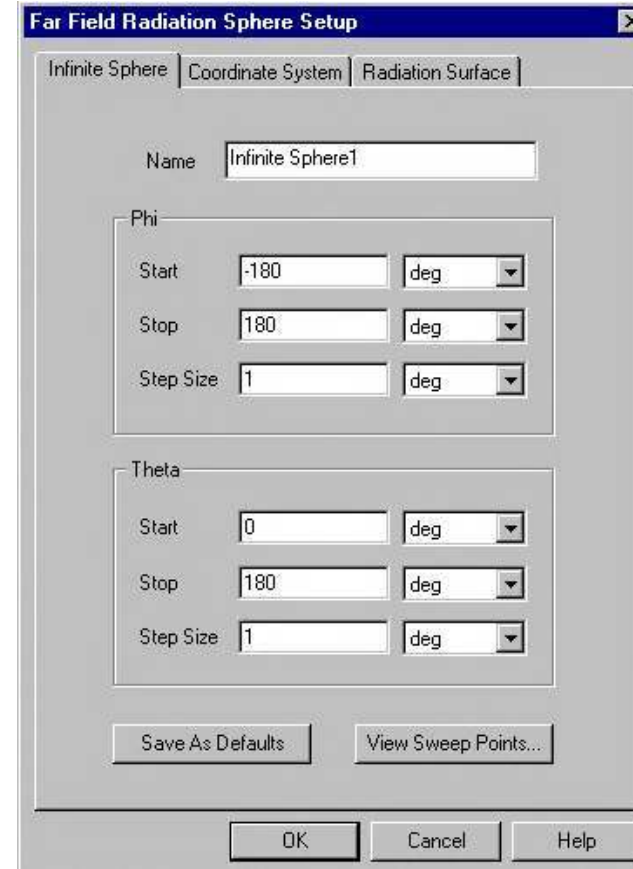 Far Field Radiation Sphere Setup
Infinite Sphere Coordinate System Radiation Surface
Name Infinite Sphere1
Phi
Start -180 deg
Stop 180 deg
Step Size 1 deg
Theta
Start 0 deg
Stop 180 deg
Step Size 1 deg
Save As Defaults View Sweep Points...
OK Cancel Help